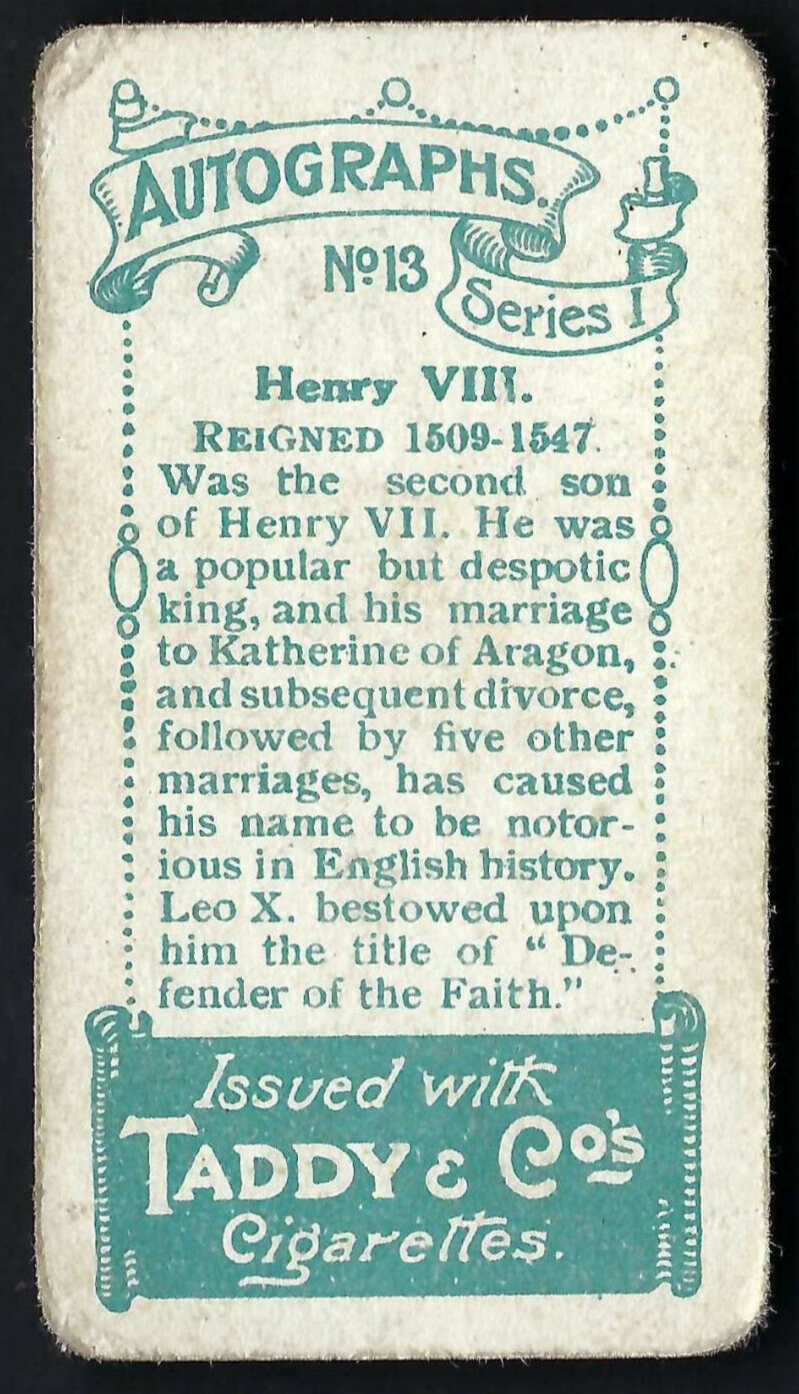 AUTOGRAPHS.
Nº 13
Series I
Henry VIII.
REIGNED 1509-1547.
Was the second son
of Henry VII. He was
a popular but despotic
king, and his marriage
to Katherine of Aragon,
and subsequent divorce,
followed by five other
marriages, has caused
his name to be notor-
ious in English history.
Leo X. bestowed upon
him the title of "De-
fender of the Faith."
Issued with
TADDY & Co's
Cigarettes.